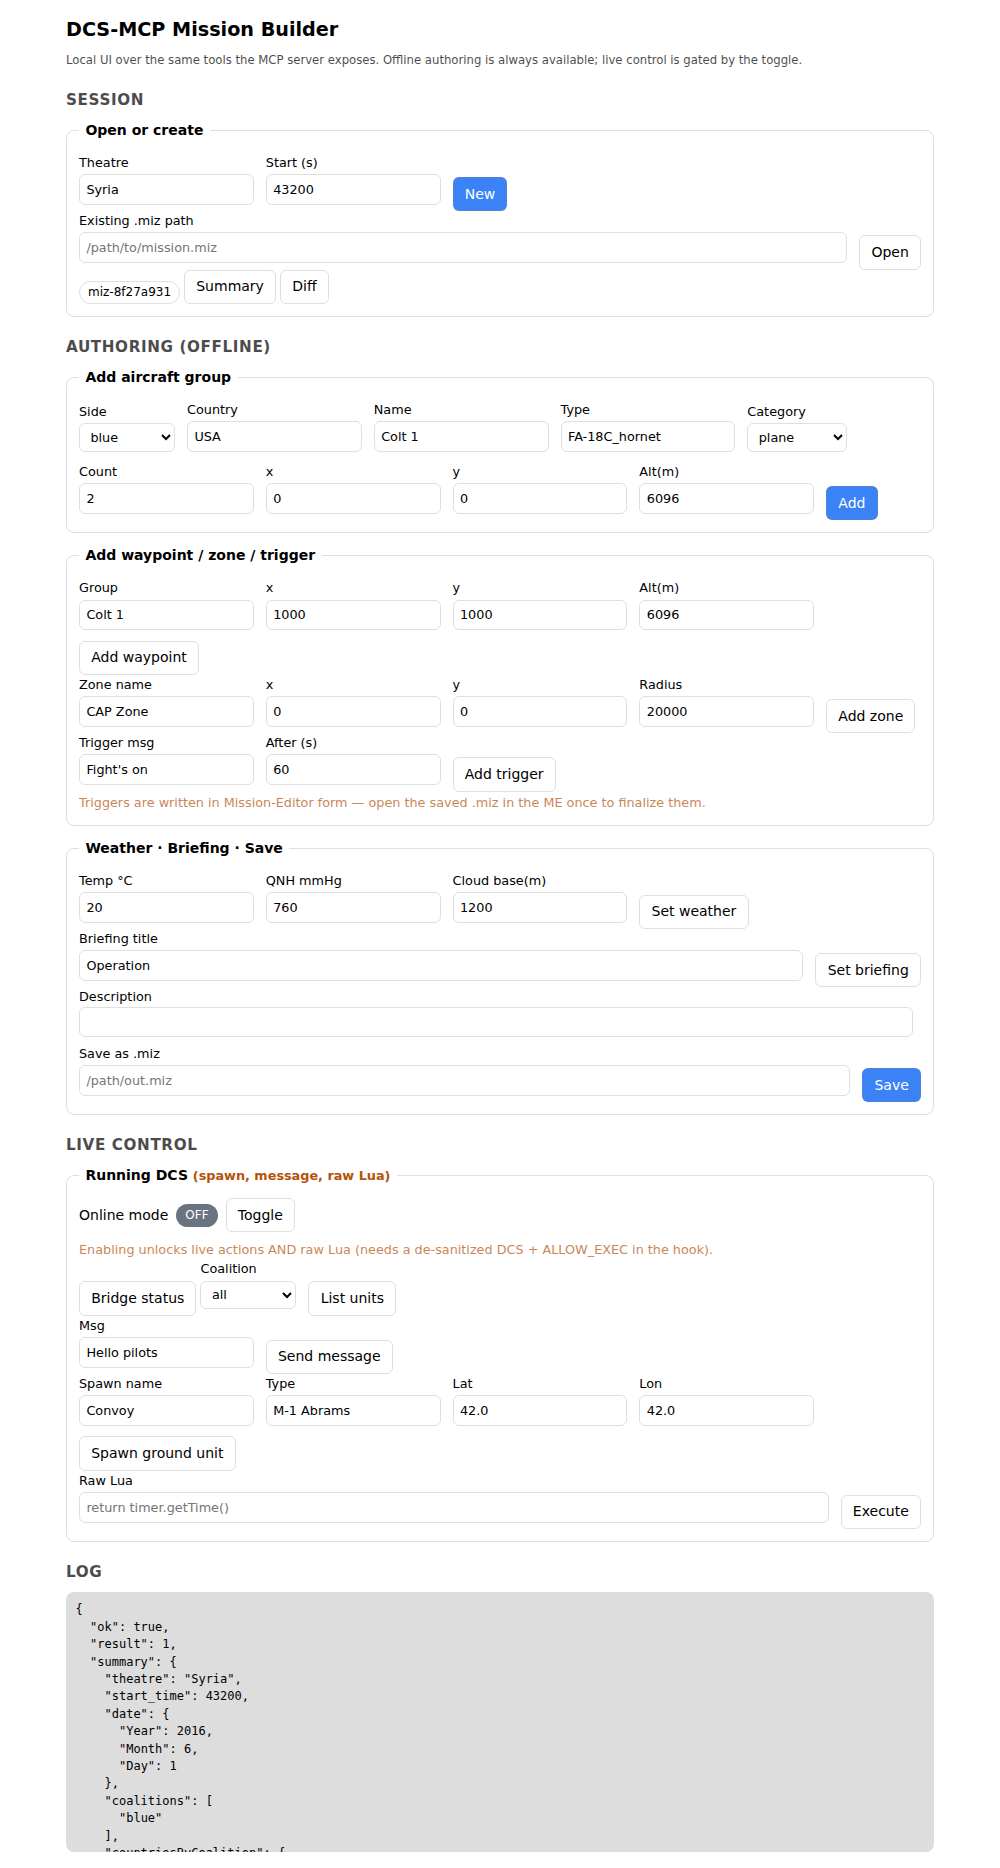 DCS-MCP Mission Builder
Local UI over the same tools the MCP server exposes. Offline authoring is always available; live control is gated by the toggle.
SESSION
Open or create
Theatre Start (s)
Syria 43200 New
Existing .miz path
/path/to/mission.miz Open
miz-8f27a931 Summary Diff
AUTHORING (OFFLINE)
Add aircraft group
Side Country Name Type Category
blue USA Colt 1 FA-18C_hornet plane
Count x y Alt(m)
2 0 0 6096 Add
Add waypoint / zone / trigger
Group x y Alt(m)
Colt 1 1000 1000 6096
Add waypoint
Zone name x y Radius
CAP Zone 0 0 20000 Add zone
Trigger msg After (s)
Fight's on 60 Add trigger
Triggers are written in Mission-Editor form — open the saved .miz in the ME once to finalize them.
Weather · Briefing · Save
Temp °C QNH mmHg Cloud base(m)
20 760 1200 Set weather
Briefing title
Operation Set briefing
Description
Save as .miz
/path/out.miz Save
LIVE CONTROL
Running DCS (spawn, message, raw Lua)
Online mode OFF Toggle
Enabling unlocks live actions AND raw Lua (needs a de-sanitized DCS + ALLOW_EXEC in the hook).
Coalition
Bridge status all List units
Msg
Hello pilots Send message
Spawn name Type Lat Lon
Convoy M-1 Abrams 42.0 42.0
Spawn ground unit
Raw Lua
return timer.getTime() Execute
LOG
{
"ok": true,
"result": 1,
"summary": {
"theatre": "Syria",
"start_time": 43200,
"date": {
"Year": 2016,
"Month": 6,
"Day": 1
},
"coalitions": [
"blue"
],
"countriesByCoalition": {